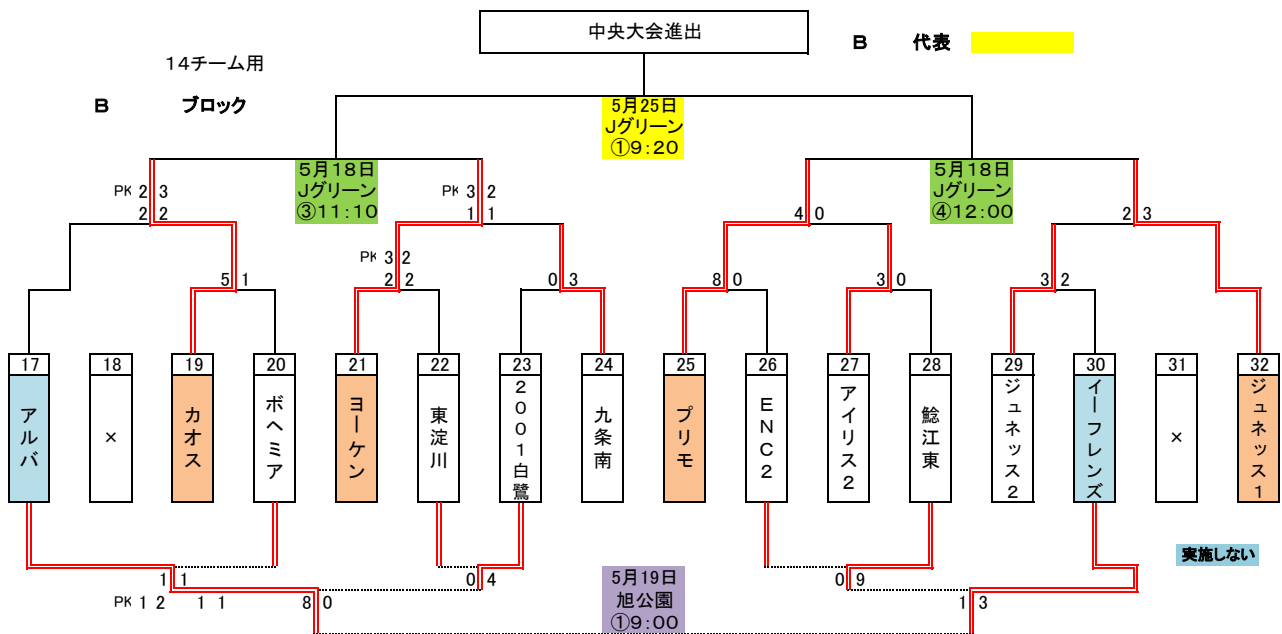 中央大会進出
B 代表
14チーム用
B ブロック
5月25日
Jグリーン
①9:20
5月18日
Jグリーン
③11:10
5月18日
Jグリーン
④12:00
PK 2 3
2 2
PK 3 2
1 1
4 0
2 3
PK 3 2
5 1
2 2
0 3
8 0
3 0
3 2
17 18 19 20 21 22 23 24 25 26 27 28 29 30 31 32
アルバ
×
カオス
ボヘミア
ヨーケン
東淀川
2001白鷺
九条南
プリモ
ENC2
アイリス2
鯰江東
ジュネッス2
イーフレンズ
×
ジュネッス1
実施しない
1 1
0 4
0 9
PK 1 2
1 1
8 0
1 3
5月19日
旭公園
①9:00